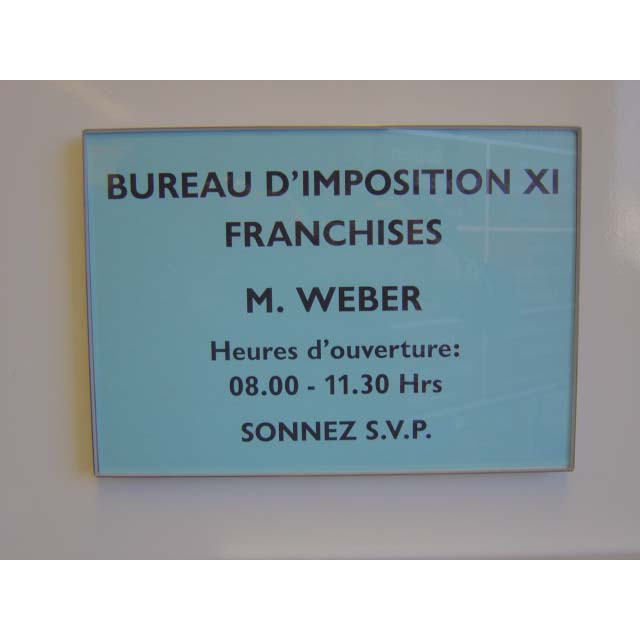 BUREAU D'IMPOSITION XI
FRANCHISES
M. WEBER
Heures d'ouverture:
08.00 - 11.30 Hrs
SONNEZ S.V.P.